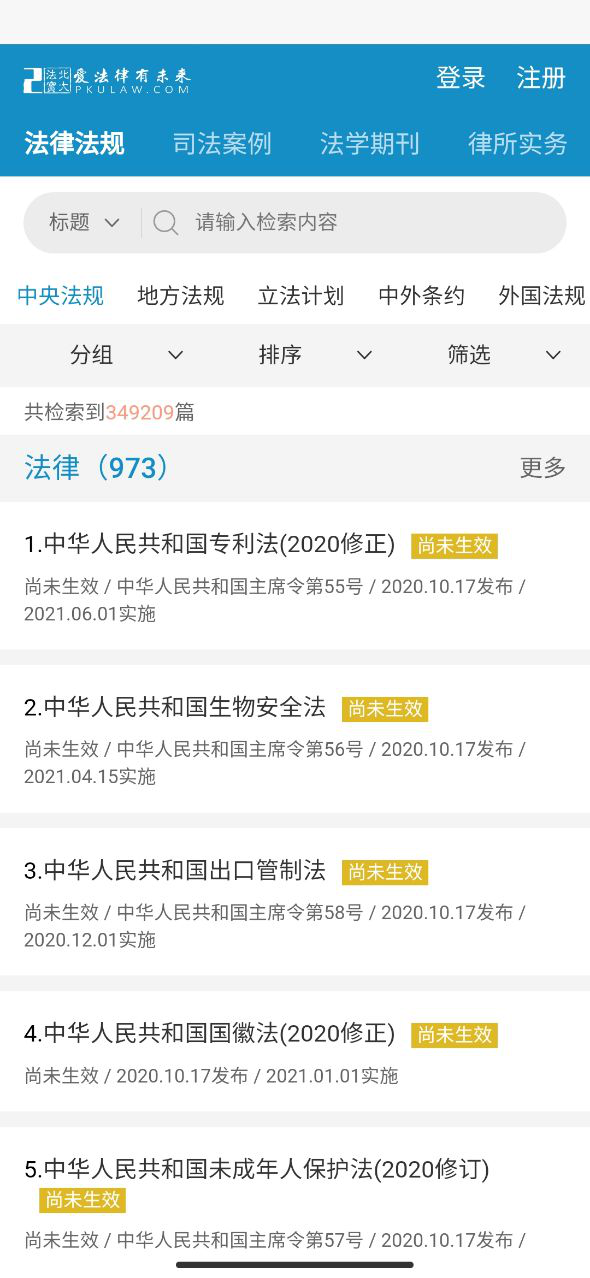 北大法宝 爱法律有未来
PKULAW.COM
登录 注册
法律法规 司法案例 法学期刊 律所实务
标题 请输入检索内容
中央法规 地方法规 立法计划 中外条约 外国法规
分组 排序 筛选
共检索到349209篇
法律（973） 更多
1.中华人民共和国专利法(2020修正) 尚未生效
尚未生效 / 中华人民共和国主席令第55号 / 2020.10.17发布 /
2021.06.01实施
2.中华人民共和国生物安全法 尚未生效
尚未生效 / 中华人民共和国主席令第56号 / 2020.10.17发布 /
2021.04.15实施
3.中华人民共和国出口管制法 尚未生效
尚未生效 / 中华人民共和国主席令第58号 / 2020.10.17发布 /
2020.12.01实施
4.中华人民共和国国徽法(2020修正) 尚未生效
尚未生效 / 2020.10.17发布 / 2021.01.01实施
5.中华人民共和国未成年人保护法(2020修订)
尚未生效
尚未生效 / 中华人民共和国主席令第57号 / 2020.10.17发布 /